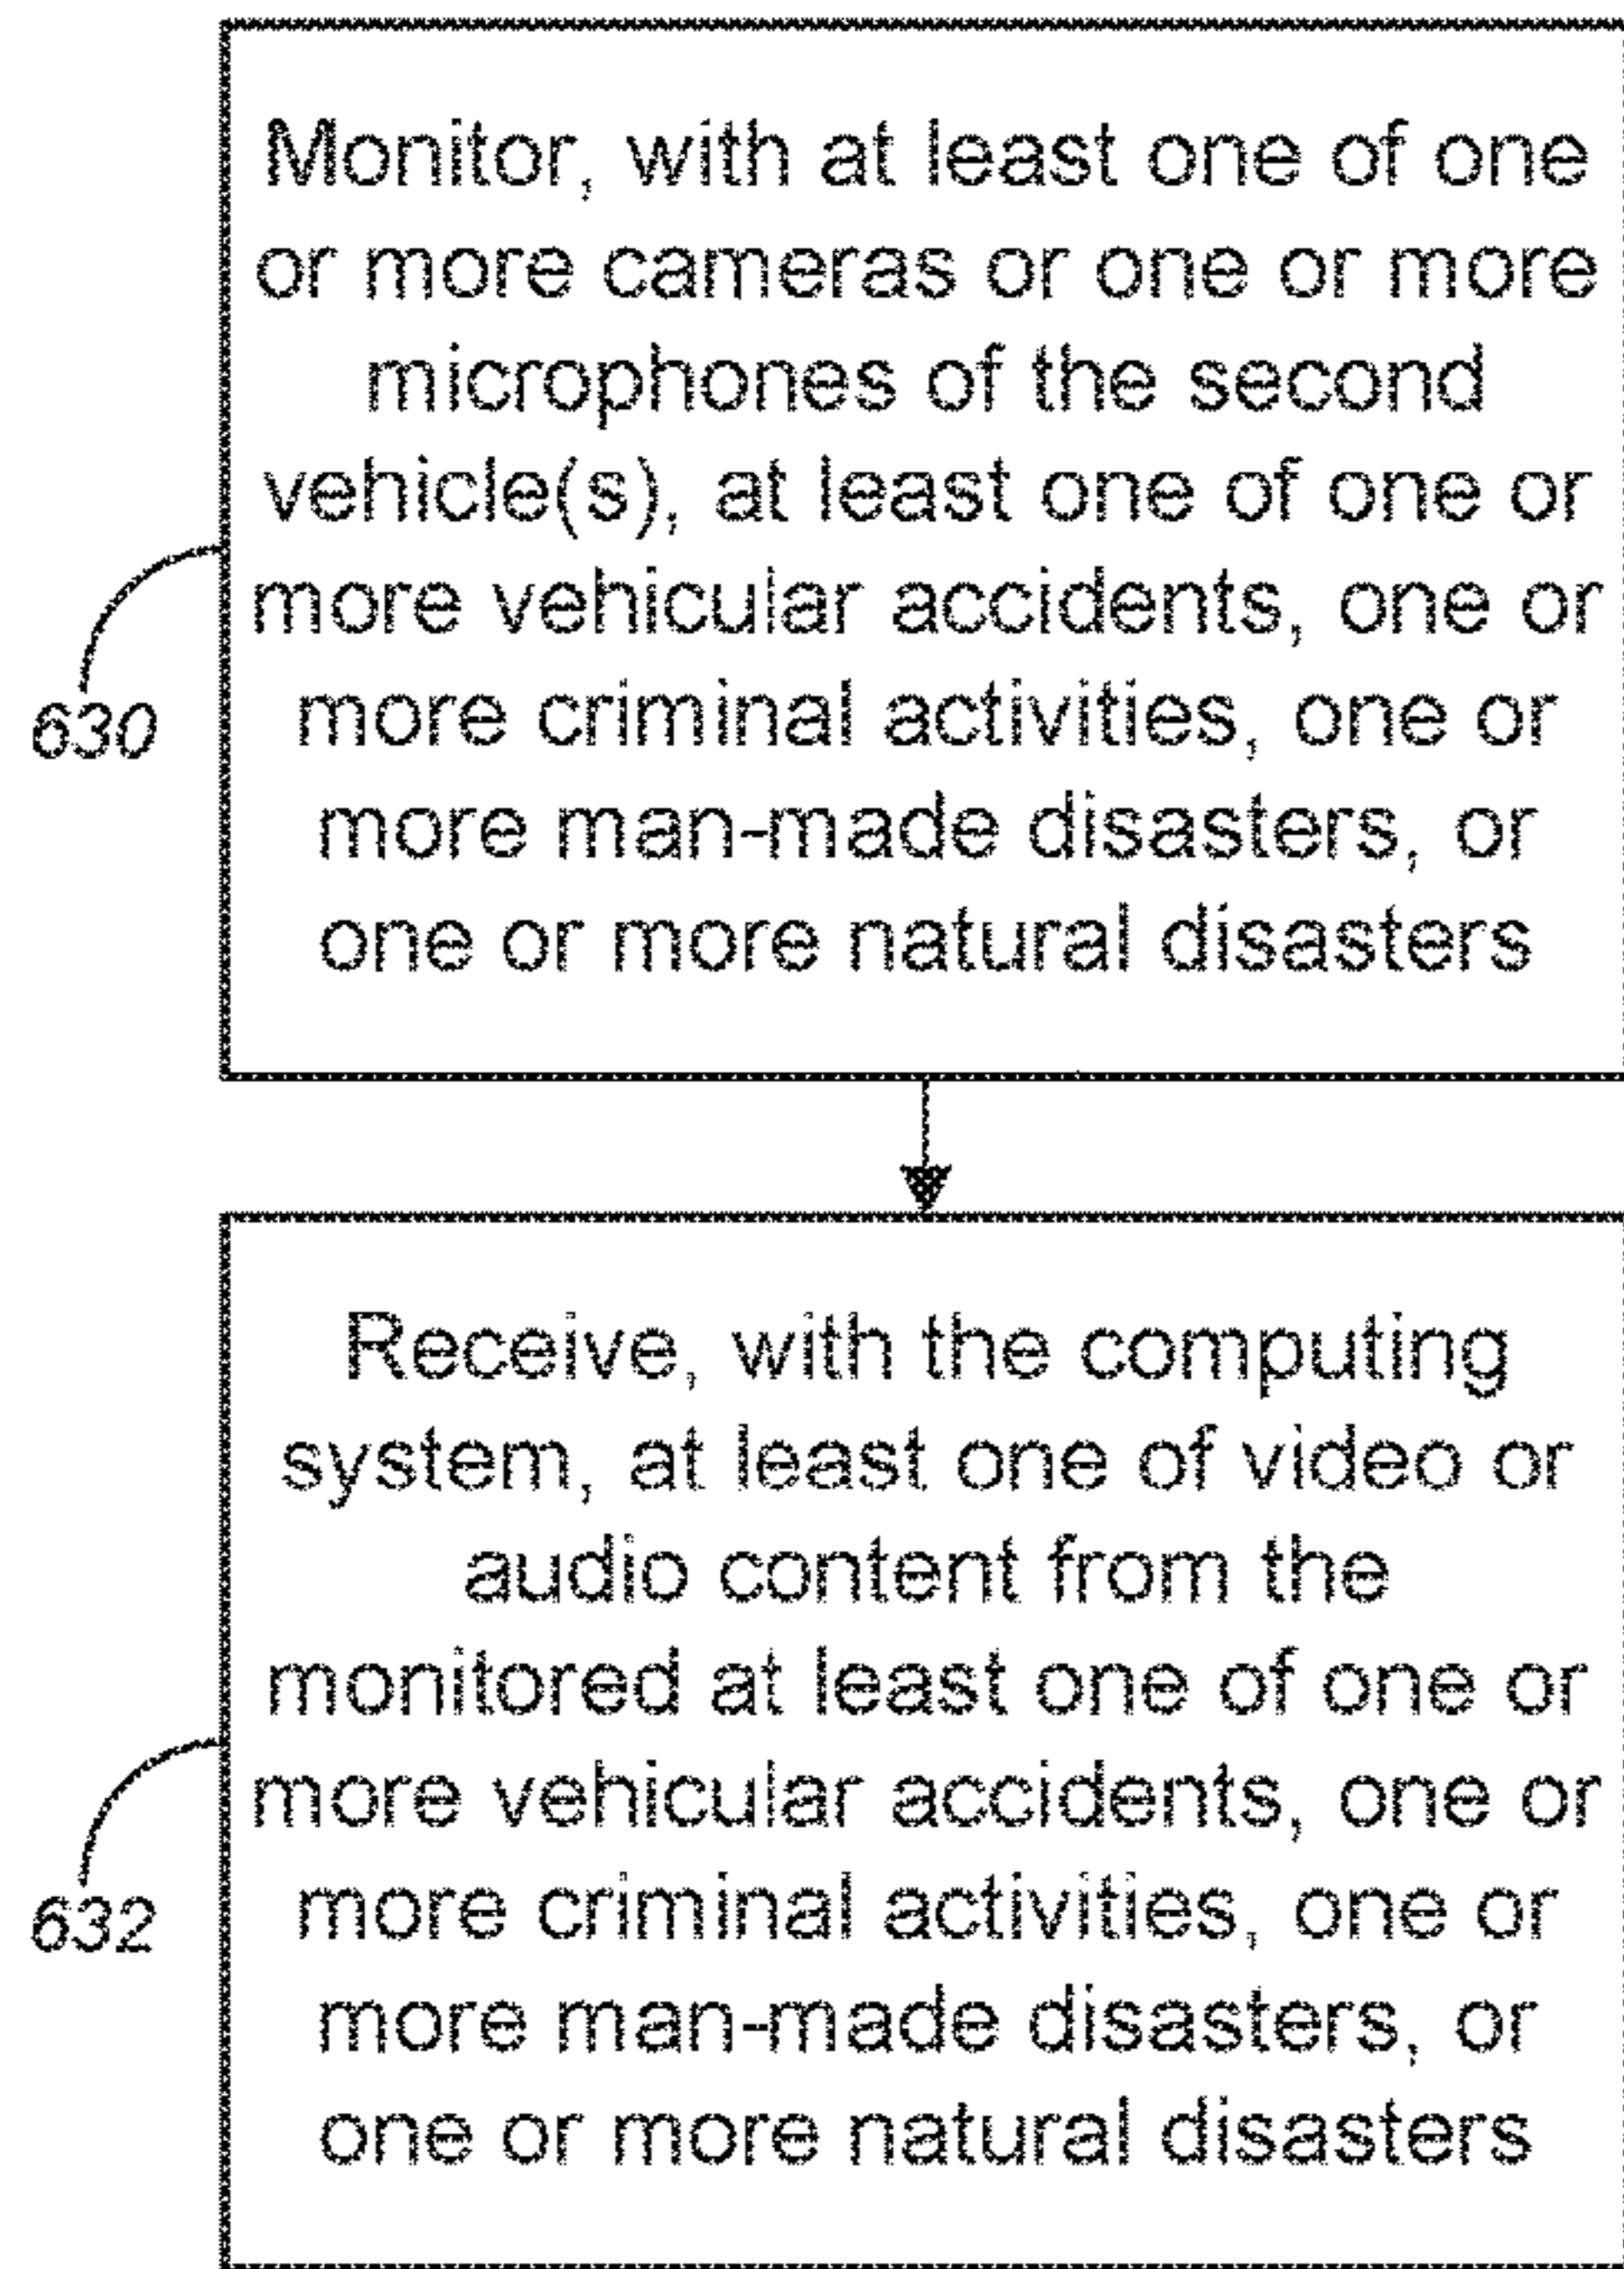 Monitor, with at least one of one
or more cameras or one or more
microphones of the second
vehicle(s), at least one of one or
more vehicular accidents, one or
more criminal activities, one or
more man-made disasters, or
one or more natural disasters
630
Receive, with the computing
system, at least one of video or
audio content from the
monitored at least one of one or
more vehicular accidents, one or
more criminal activities, one or
more man-made disasters, or
one or more natural disasters
632